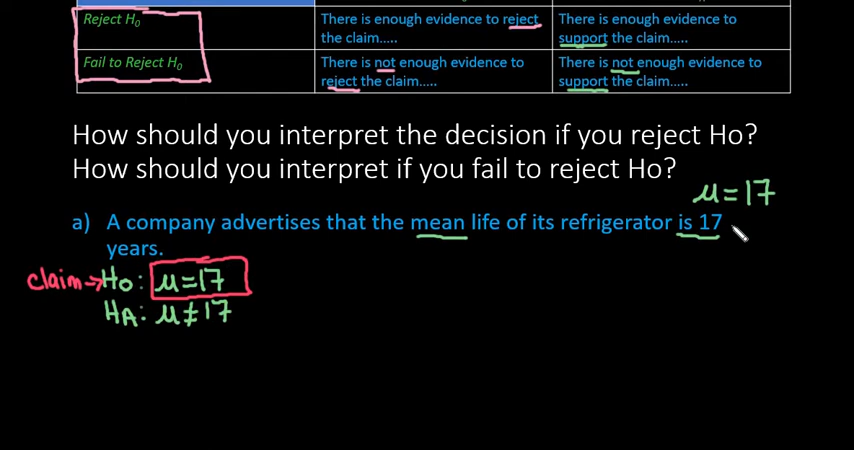 Reject H0
There is enough evidence to reject
the claim.....
There is enough evidence to
support the claim.....
Fail to Reject H0
There is not enough evidence to
reject the claim.....
There is not enough evidence to
support the claim.....
How should you interpret the decision if you reject Ho?
How should you interpret if you fail to reject Ho?
μ=17
a) A company advertises that the mean life of its refrigerator is 17
years.
claim→ Ho: μ=17
HA: μ≠17